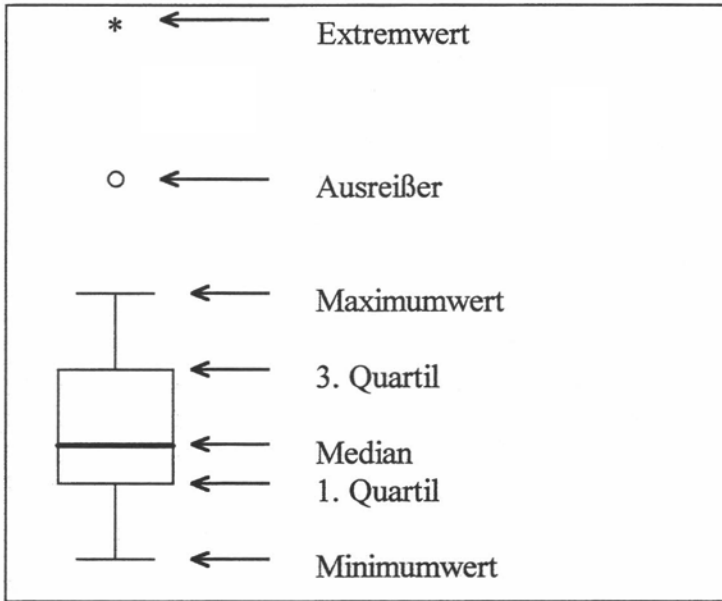 Extremwert
Ausreißer
Maximumwert
3. Quartil
Median
1. Quartil
Minimumwert